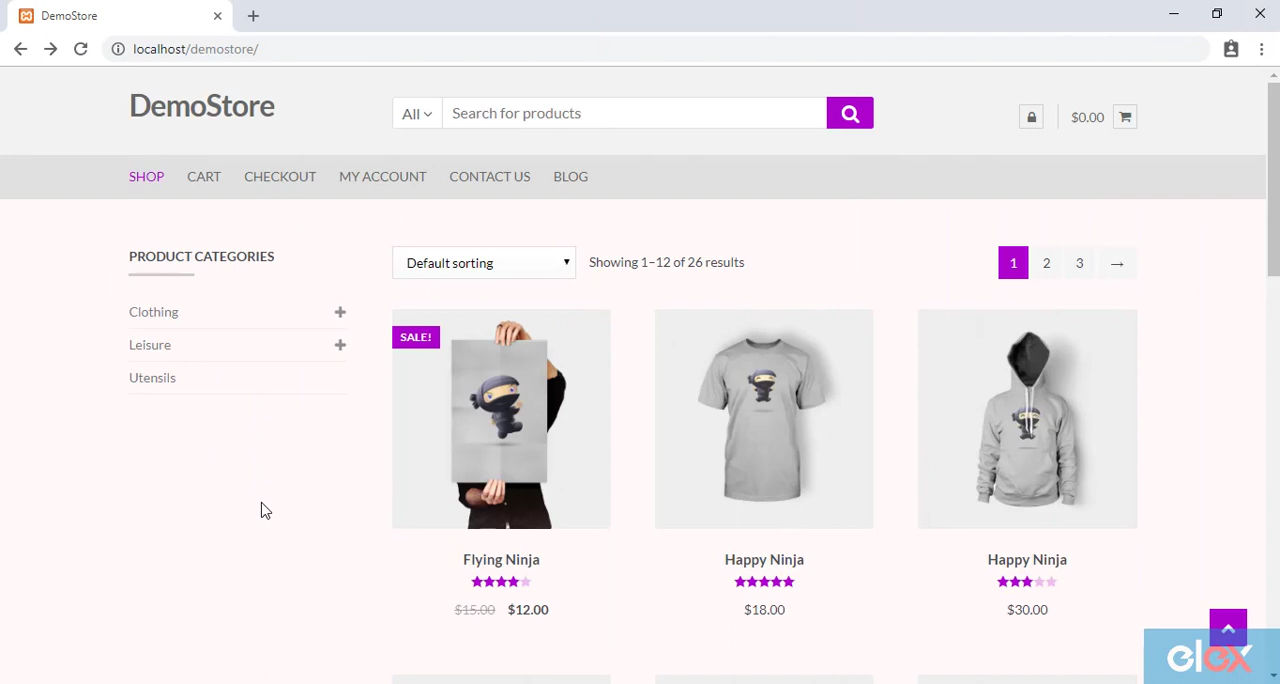 DemoStore
localhost/demostore/
DemoStore
All
Search for products
$0.00
SHOP CART CHECKOUT MY ACCOUNT CONTACT US BLOG
PRODUCT CATEGORIES
Clothing
Leisure
Utensils
Default sorting
Showing 1–12 of 26 results
1 2 3 →
SALE!
Flying Ninja
$15.00 $12.00
Happy Ninja
$18.00
Happy Ninja
$30.00
elex